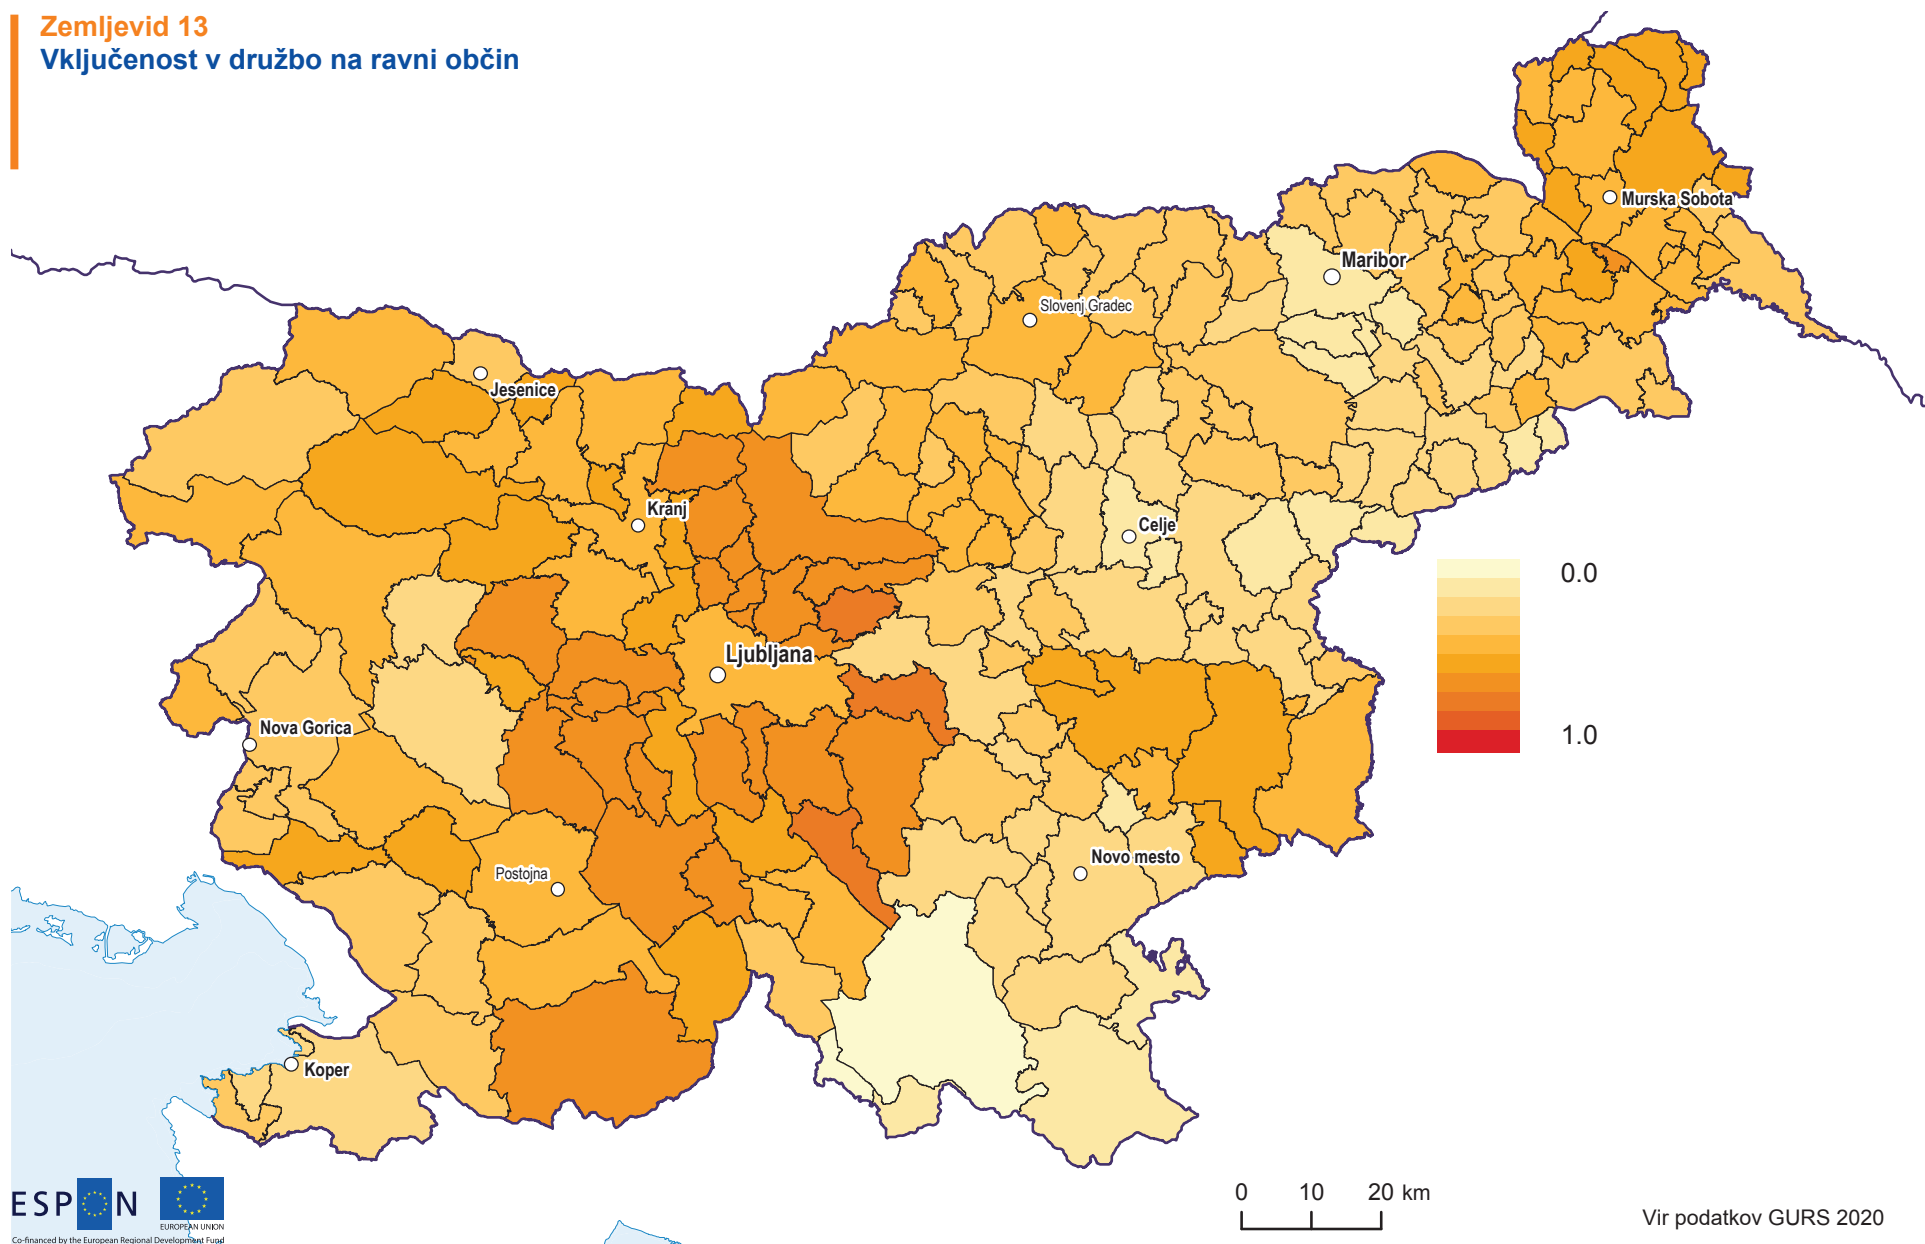 Zemljevid 13
Vključenost v družbo na ravni občin
Murska Sobota
Maribor
Slovenj Gradec
Jesenice
Kranj
Celje
0.0
1.0
Ljubljana
Nova Gorica
Novo mesto
Postojna
Koper
ESPON
EUROPEAN UNION
Co-financed by the European Regional Development Fund
0 10 20 km
Vir podatkov GURS 2020